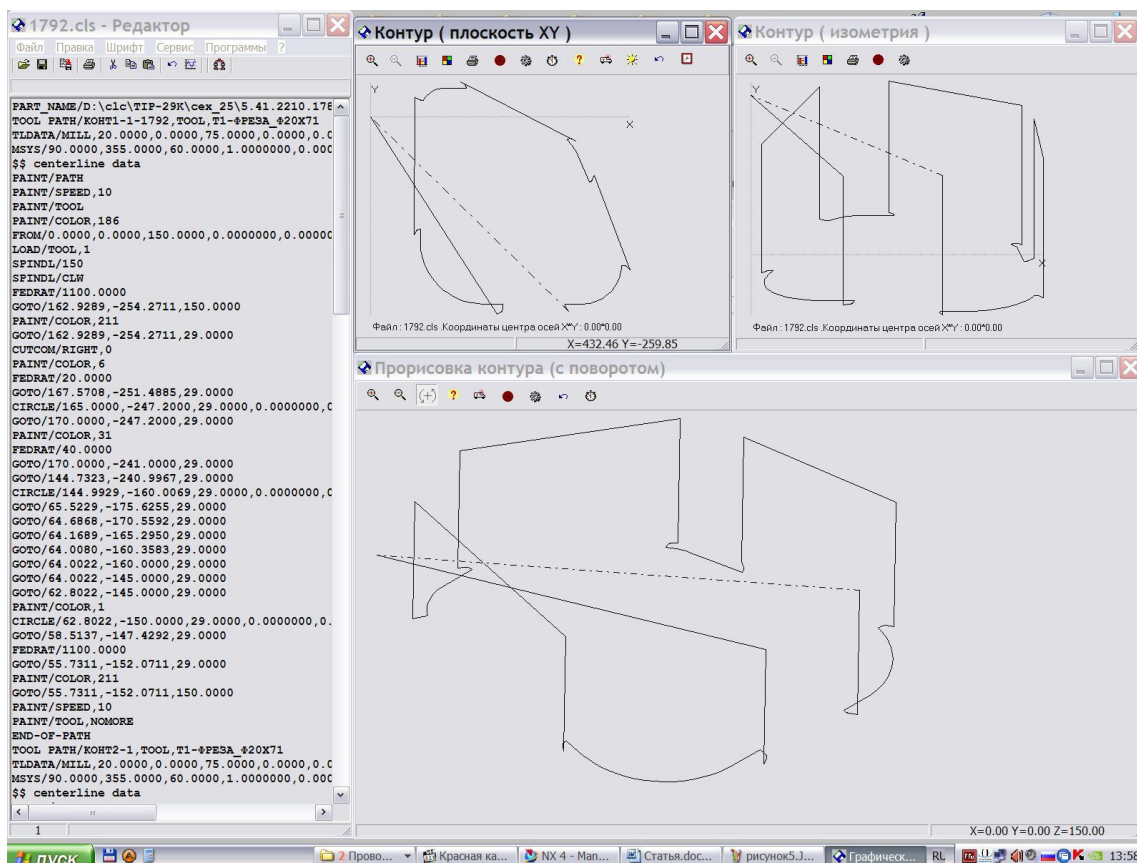 1792.cls - Редактор
Файл Правка Шрифт Сервис Программы ?
PART_NAME/D:\clc\TIP-29K\cex_25\5.41.2210.178
TOOL PATH/КОНТ1-1-1792,TOOL,T1-ФРЕЗА_Ф20Х71
TLDATA/MILL,20.0000,0.0000,75.0000,0.0000,0.0
MSYS/90.0000,355.0000,60.0000,1.0000000,0.000
$$ centerline data
PAINT/PATH
PAINT/SPEED,10
PAINT/TOOL
PAINT/COLOR,186
FROM/0.0000,0.0000,150.0000,0.0000000,0.00000
LOAD/TOOL,1
SPINDL/150
SPINDL/CLW
FEDRAT/1100.0000
GOTO/162.9289,-254.2711,150.0000
PAINT/COLOR,211
GOTO/162.9289,-254.2711,29.0000
CUTCOM/RIGHT,0
PAINT/COLOR,6
FEDRAT/20.0000
GOTO/167.5708,-251.4885,29.0000
CIRCLE/165.0000,-247.2000,29.0000,0.0000000,0
GOTO/170.0000,-247.2000,29.0000
PAINT/COLOR,31
FEDRAT/40.0000
GOTO/170.0000,-241.0000,29.0000
GOTO/144.7323,-240.9967,29.0000
CIRCLE/144.9929,-160.0069,29.0000,0.0000000,0
GOTO/65.5229,-175.6255,29.0000
GOTO/64.6868,-170.5592,29.0000
GOTO/64.1689,-165.2950,29.0000
GOTO/64.0080,-160.3583,29.0000
GOTO/64.0022,-160.0000,29.0000
GOTO/64.0022,-145.0000,29.0000
GOTO/62.8022,-145.0000,29.0000
PAINT/COLOR,1
CIRCLE/62.8022,-150.0000,29.0000,0.0000000,0.
GOTO/58.5137,-147.4292,29.0000
FEDRAT/1100.0000
GOTO/55.7311,-152.0711,29.0000
PAINT/COLOR,211
GOTO/55.7311,-152.0711,150.0000
PAINT/SPEED,10
PAINT/TOOL,NOMORE
END-OF-PATH
TOOL PATH/КОНТ2-1,TOOL,T1-ФРЕЗА_Ф20Х71
TLDATA/MILL,20.0000,0.0000,75.0000,0.0000,0.0
MSYS/90.0000,355.0000,60.0000,1.0000000,0.000
$$ centerline data
1
Контур ( плоскость XY )
Y
X
Файл : 1792.cls .Координаты центра осей X"Y : 0.00*0.00
X=432.46 Y=-259.85
Контур ( изометрия )
Y
X
Файл : 1792.cls .Координаты центра осей X"Y : 0.00*0.00
Прорисовка контура (с поворотом)
X=0.00 Y=0.00 Z=150.00
пуск
2 Прово...
Красная ка...
NX 4 - Man...
Статья.doc...
рисунок5.J...
Графическ...
RL
13:55